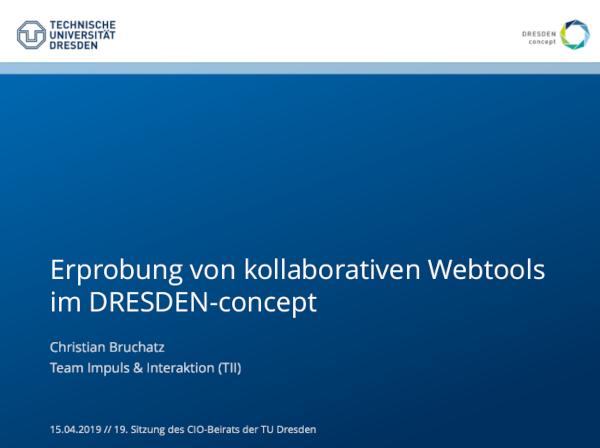 TECHNISCHE
UNIVERSITÄT
DRESDEN
DRESDEN
concept
Erprobung von kollaborativen Webtools
im DRESDEN-concept
Christian Bruchatz
Team Impuls & Interaktion (TII)
15.04.2019 // 19. Sitzung des CIO-Beirats der TU Dresden